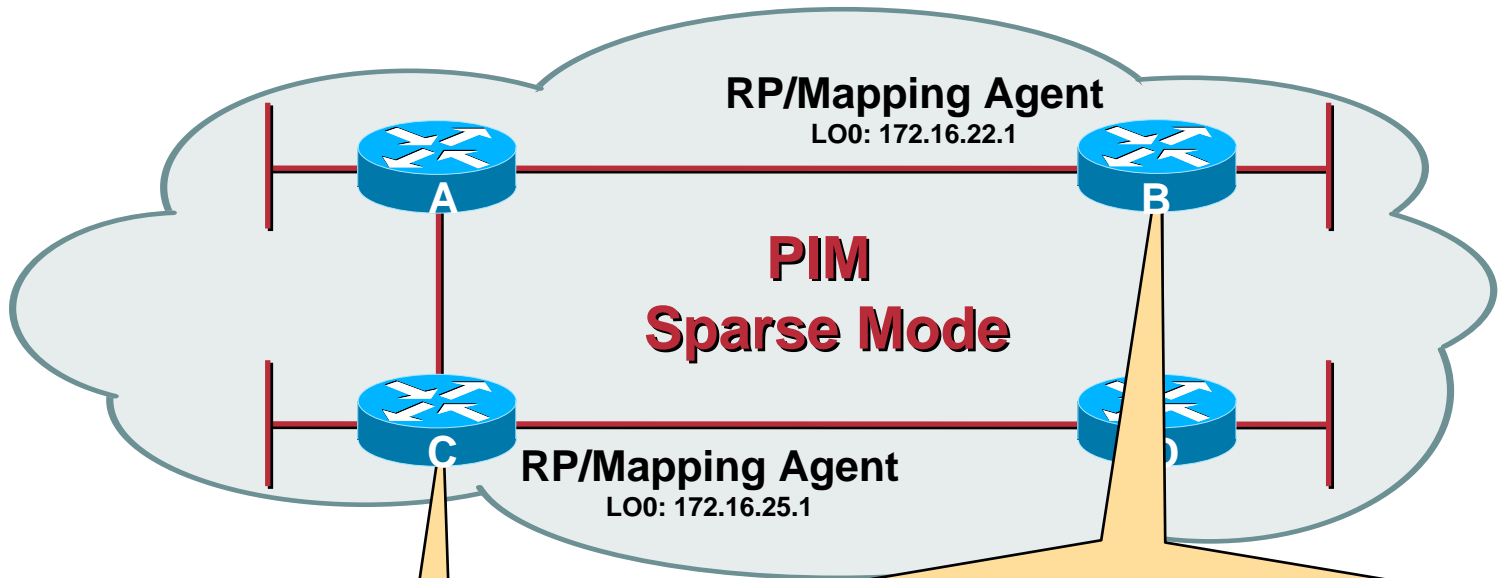 RP/Mapping Agent
LO0: 172.16.22.1
A
B
PIM
Sparse Mode
C
D
RP/Mapping Agent
LO0: 172.16.25.1